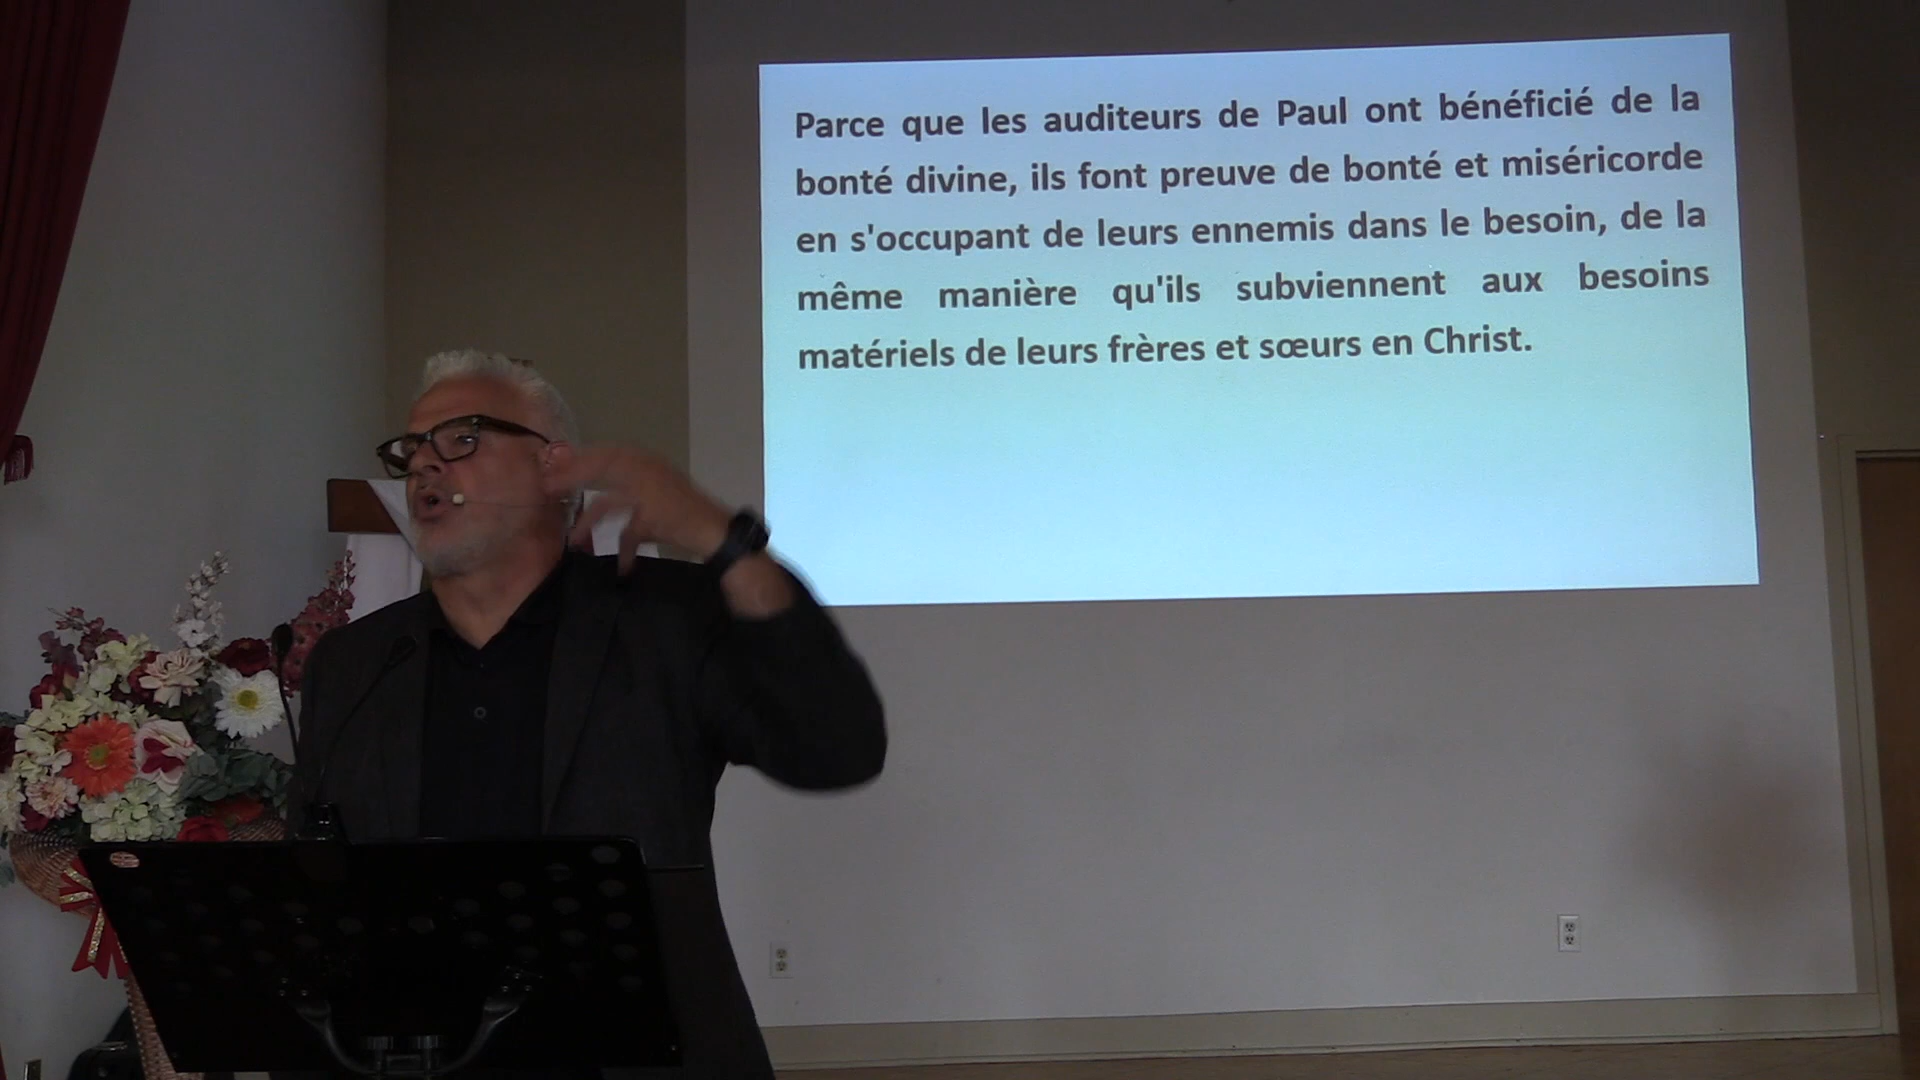 Parce que les auditeurs de Paul ont bénéficié de la
bonté divine, ils font preuve de bonté et miséricorde
en s'occupant de leurs ennemis dans le besoin, de la
même manière qu'ils subviennent aux besoins
matériels de leurs frères et sœurs en Christ.